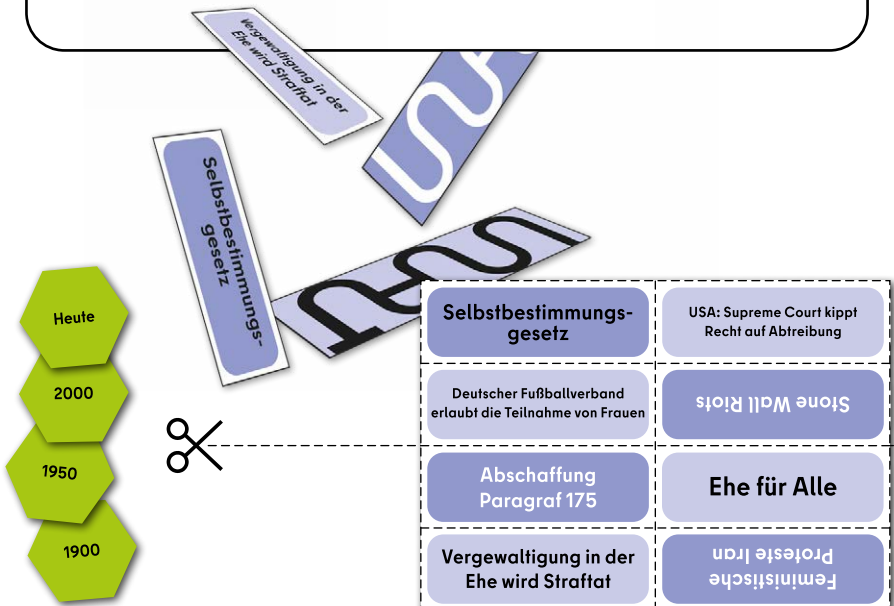 Vergewaltigung in der
Ehe wird Straftat
Selbstbestimmungs-
gesetz
Heute
2000
1950
1900
Selbstbestimmungs-
gesetz
USA: Supreme Court kippt
Recht auf Abtreibung
Deutscher Fußballverband
erlaubt die Teilnahme von Frauen
Stone Wall Riots
Abschaffung
Paragraf 175
Ehe für Alle
Vergewaltigung in der
Ehe wird Straftat
Feministische
Proteste Iran